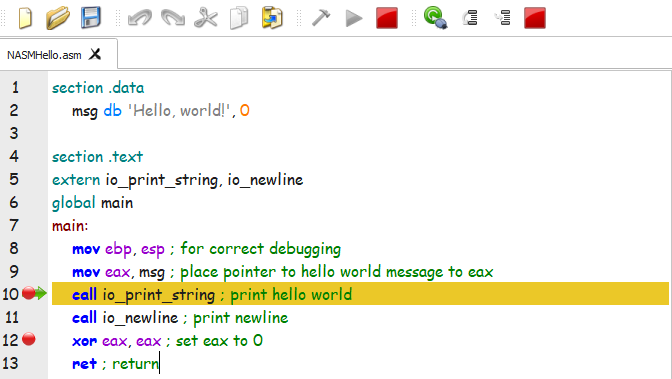 NASMHello.asm
1 section .data
2 msg db 'Hello, world!', 0
3
4 section .text
5 extern io_print_string, io_newline
6 global main
7 main:
8 mov ebp, esp ; for correct debugging
9 mov eax, msg ; place pointer to hello world message to eax
10 call io_print_string ; print hello world
11 call io_newline ; print newline
12 xor eax, eax ; set eax to 0
13 ret ; return